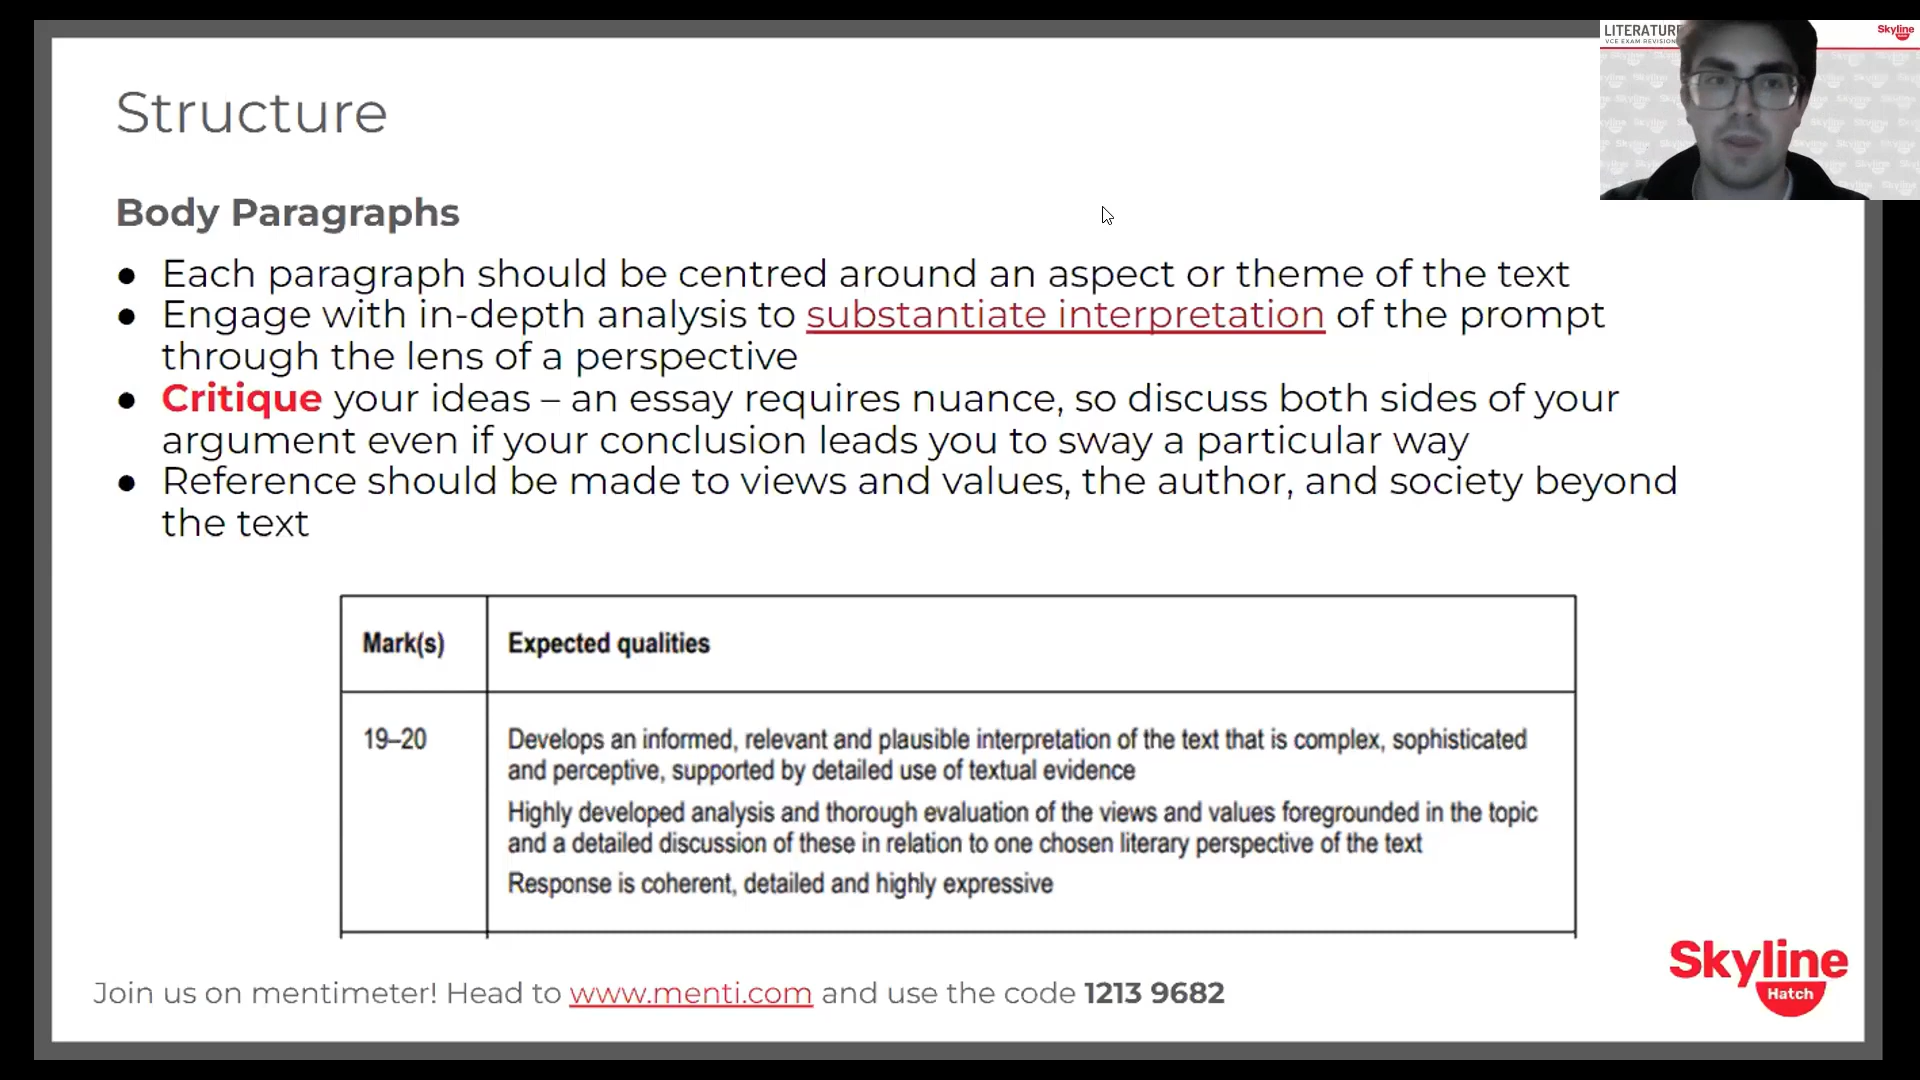 LITERATURE
VCE EXAM REVISION
Skyline
Structure
Body Paragraphs
● Each paragraph should be centred around an aspect or theme of the text
● Engage with in-depth analysis to substantiate interpretation of the prompt
through the lens of a perspective
● Critique your ideas – an essay requires nuance, so discuss both sides of your
argument even if your conclusion leads you to sway a particular way
● Reference should be made to views and values, the author, and society beyond
the text
Mark(s) Expected qualities
19–20 Develops an informed, relevant and plausible interpretation of the text that is complex, sophisticated
and perceptive, supported by detailed use of textual evidence
Highly developed analysis and thorough evaluation of the views and values foregrounded in the topic
and a detailed discussion of these in relation to one chosen literary perspective of the text
Response is coherent, detailed and highly expressive
Join us on mentimeter! Head to www.menti.com and use the code 1213 9682
Skyline
Hatch